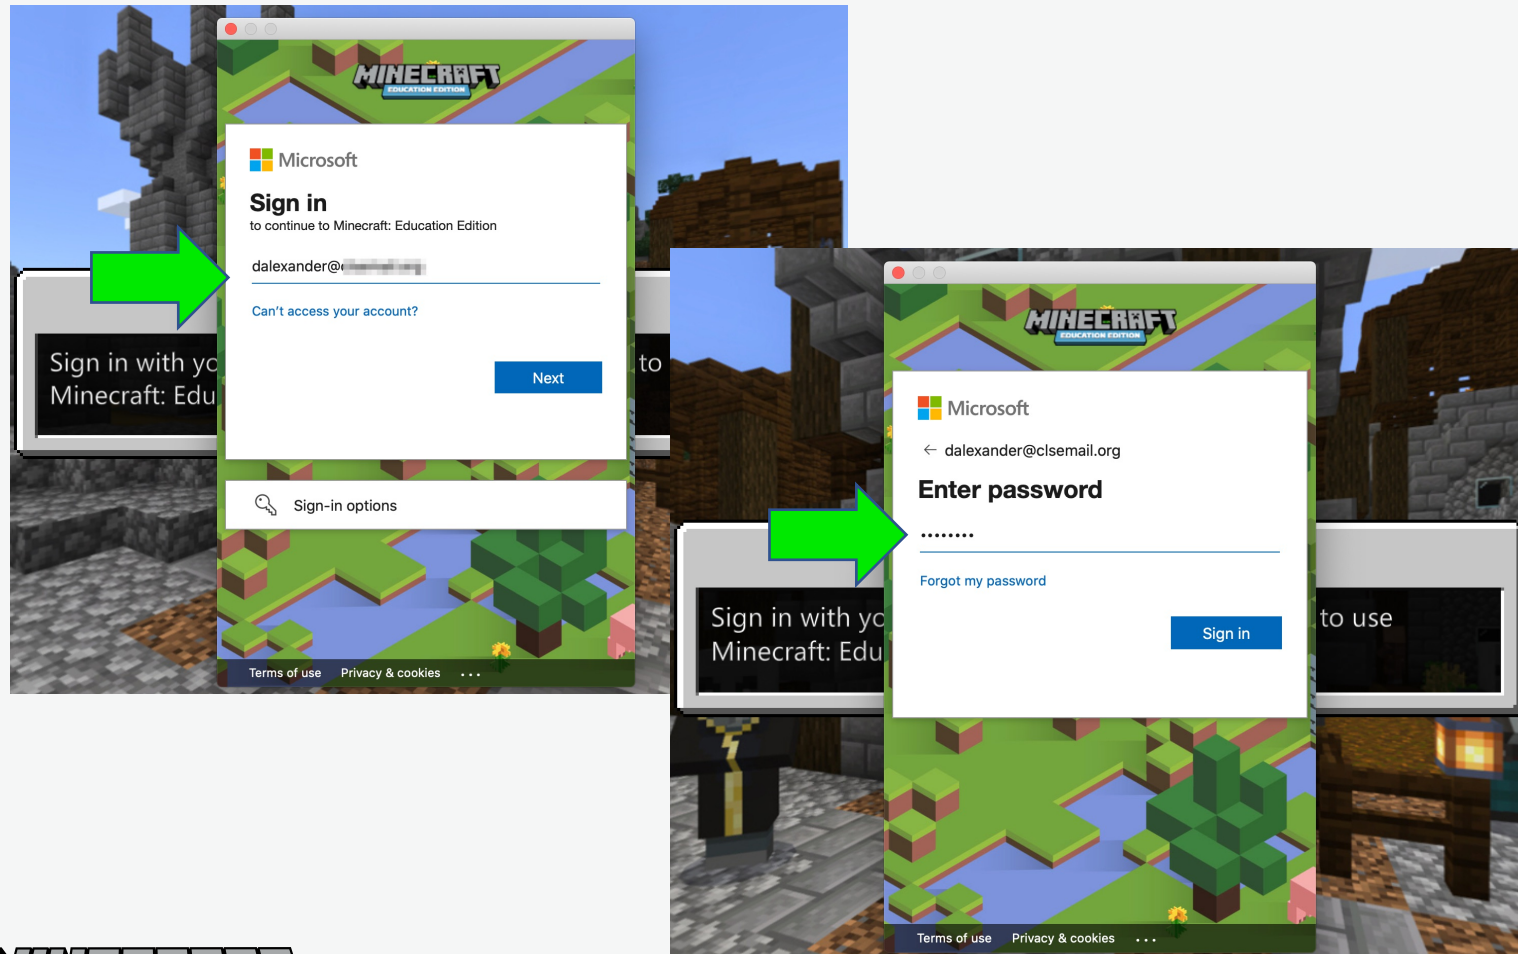 MINECRAFT
EDUCATION EDITION
Microsoft
Sign in
to continue to Minecraft: Education Edition
dalexander@
Can't access your account?
Next
Sign in with yo
to
Minecraft: Edu
Sign-in options
Terms of use Privacy & cookies ...
MINECRAFT
EDUCATION EDITION
Microsoft
← dalexander@clsemail.org
Enter password
••••••••
Forgot my password
Sign in
Sign in with yo
to use
Minecraft: Edu
Terms of use Privacy & cookies ...